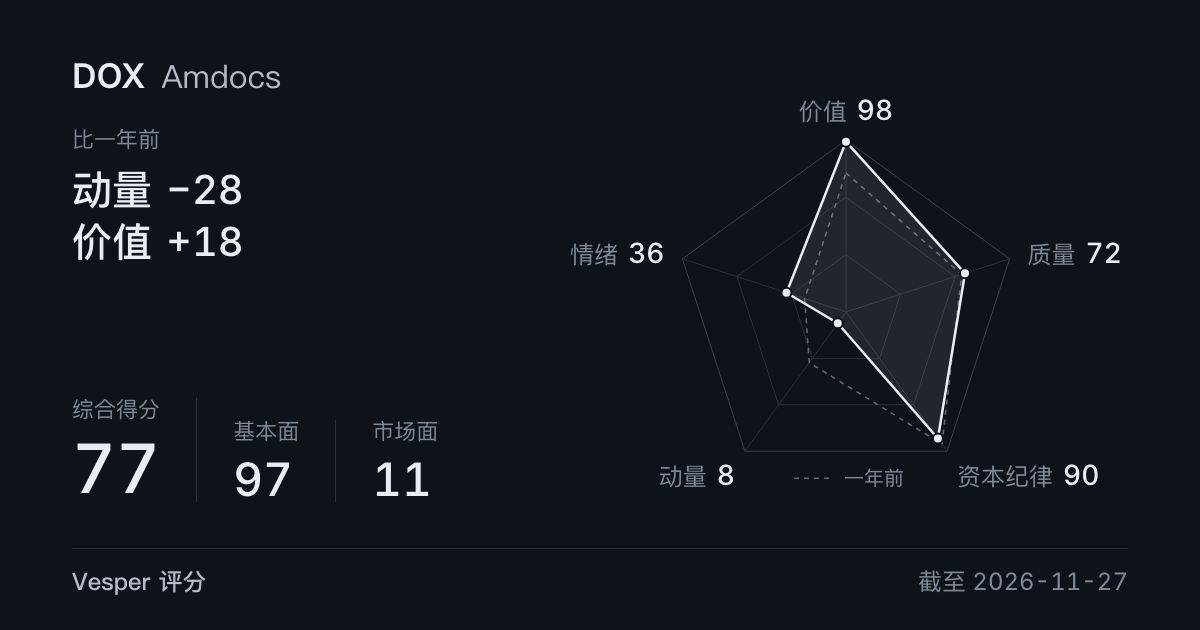 DOX Amdocs
比一年前
动量 −28
价值 +18
综合得分
77
基本面
97
市场面
11
价值 98
质量 72
资本纪律 90
动量 8
情绪 36
一年前
Vesper 评分
截至 2026-11-27